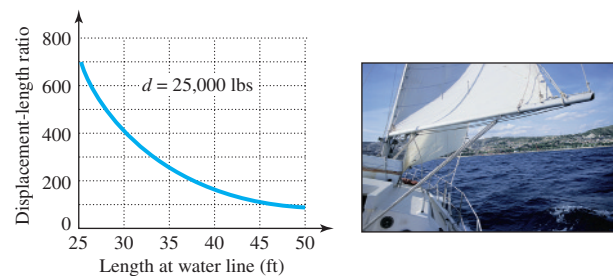 Displacement-length ratio
800
600
400
200
0
d = 25,000 lbs
25 30 35 40 45 50
Length at water line (ft)